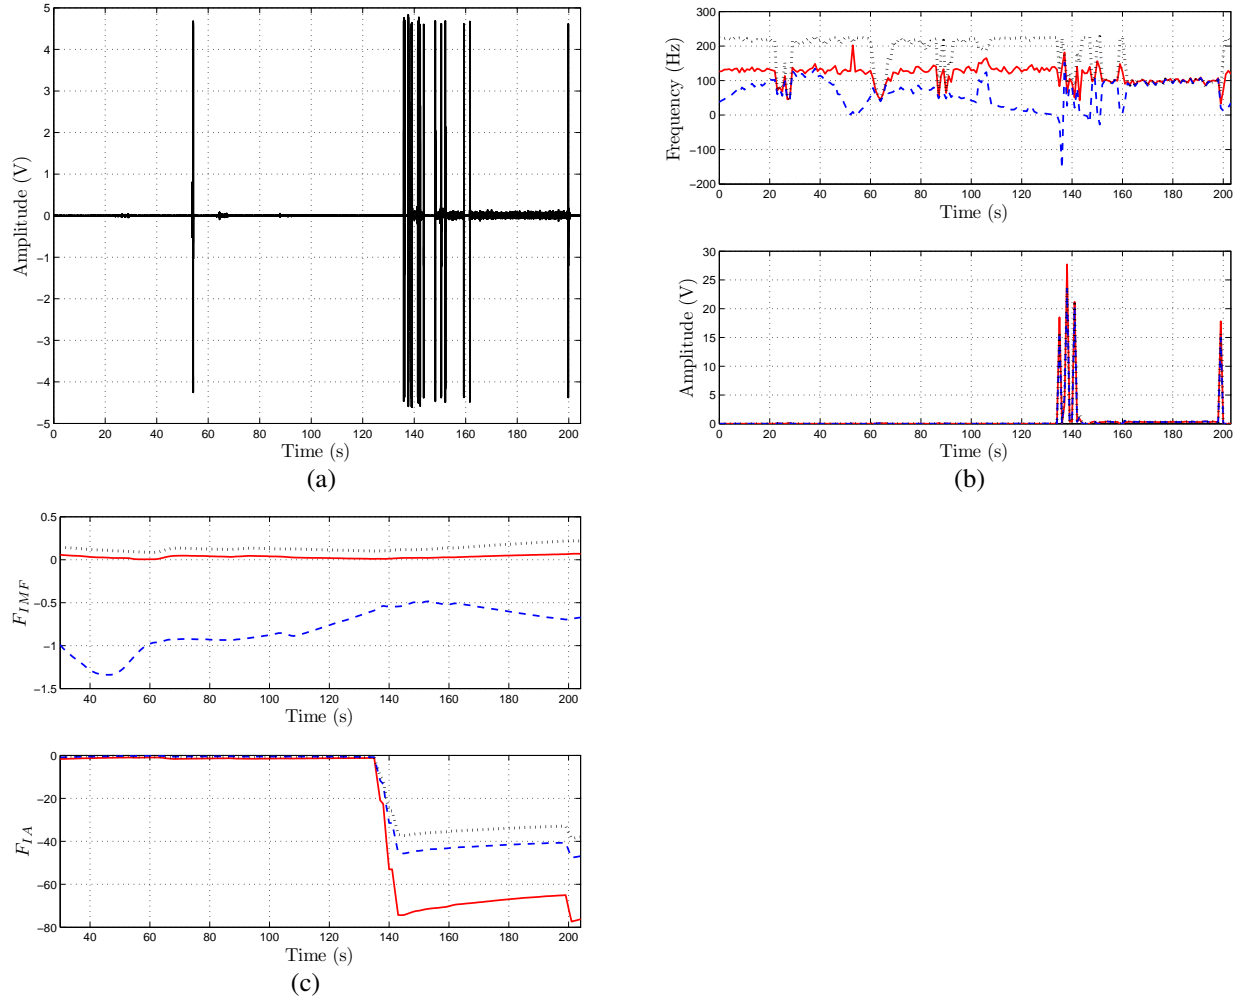 5
4
3
2
1
0
−1
−2
−3
−4
−5
Amplitude (V)
0 20 40 60 80 100 120 140 160 180 200
Time (s)
(a)
300
200
100
0
−100
−200
Frequency (Hz)
0 20 40 60 80 100 120 140 160 180 200
Time (s)
30
25
20
15
10
5
0
Amplitude (V)
0 20 40 60 80 100 120 140 160 180 200
Time (s)
(b)
0.5
0
−0.5
−1
−1.5
F_IMF
40 60 80 100 120 140 160 180 200
Time (s)
0
−20
−40
−60
−80
F_IA
40 60 80 100 120 140 160 180 200
Time (s)
(c)